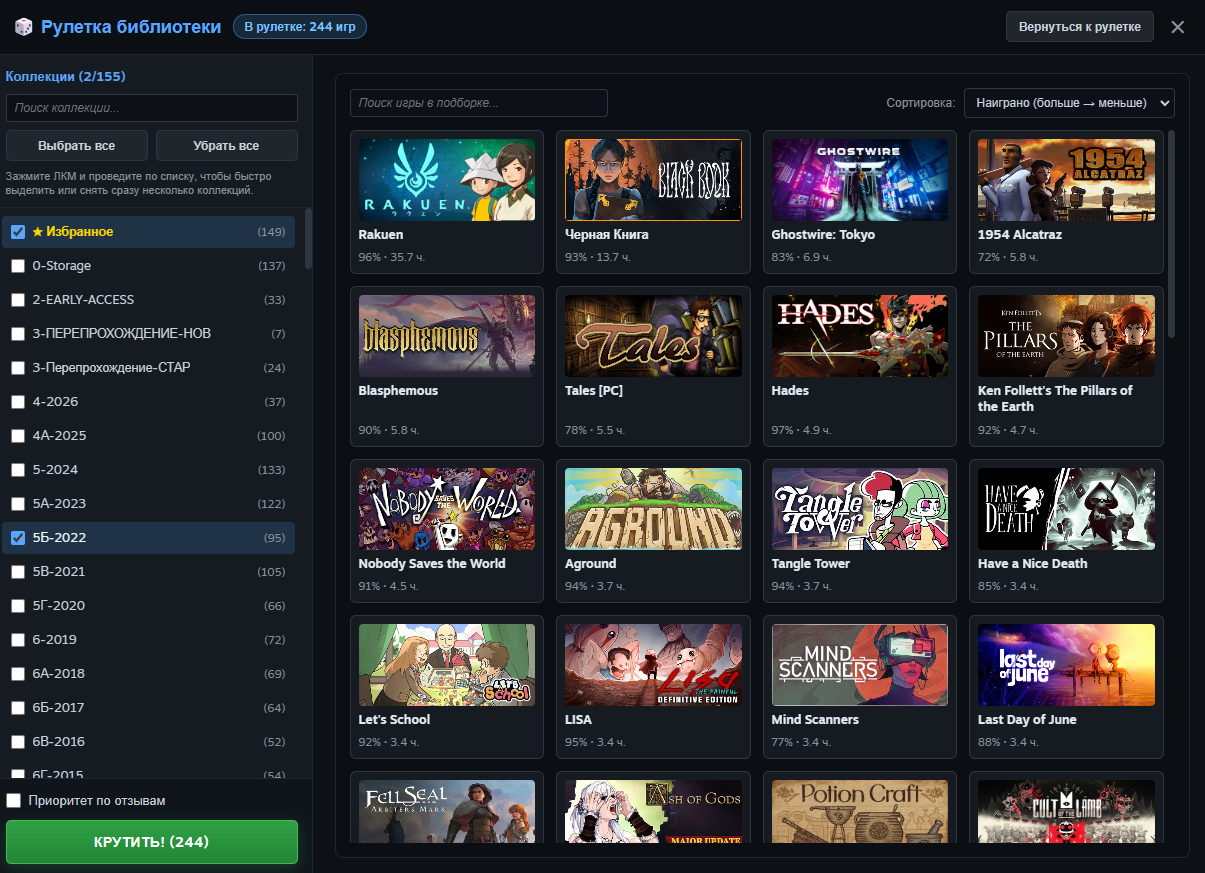 Рулетка библиотеки
В рулетке: 244 игр
Вернуться к рулетке
Коллекции (2/155)
Поиск коллекции...
Выбрать все
Убрать все
Зажмите ЛКМ и проведите по списку, чтобы быстро
выделить или снять сразу несколько коллекций.
★ Избранное (149)
0-Storage (137)
2-EARLY-ACCESS (33)
3-ПЕРЕПРОХОЖДЕНИЕ-НОВ (7)
3-Перепрохождение-СТАР (24)
4-2026 (37)
4А-2025 (100)
5-2024 (133)
5А-2023 (122)
5Б-2022 (95)
5В-2021 (105)
5Г-2020 (66)
6-2019 (72)
6А-2018 (69)
6Б-2017 (64)
6В-2016 (52)
6Г-2015 (54)
Приоритет по отзывам
КРУТИТЬ! (244)
Поиск игры в подборке...
Сортировка:
Наиграно (больше → меньше)
RAKUEN
ラクエン
Rakuen
96% · 35.7 ч.
BLACK BOOK
Черная Книга
93% · 13.7 ч.
GHOSTWIRE
Ghostwire: Tokyo
83% · 6.9 ч.
1954
ALCATRAZ
1954 Alcatraz
72% · 5.8 ч.
blasphemous
Blasphemous
90% · 5.8 ч.
Tales
Tales [PC]
78% · 5.5 ч.
HADES
Hades
97% · 4.9 ч.
KEN FOLLETT'S
THE
PILLARS
OF THE EARTH
Ken Follett's The Pillars of
the Earth
92% · 4.7 ч.
NOBODY SAVES THE WORLD
Nobody Saves the World
91% · 4.5 ч.
AGROUND
Aground
94% · 3.7 ч.
Tangle
Tower
Tangle Tower
94% · 3.7 ч.
HAVE
A NICE
DEATH
Have a Nice Death
85% · 3.4 ч.
LET'S
School
Let's School
92% · 3.4 ч.
LISA
THE PAINFUL
DEFINITIVE EDITION
LISA
95% · 3.4 ч.
MIND
SCANNERS
Mind Scanners
77% · 3.4 ч.
last day
of june
Last Day of June
88% · 3.4 ч.
FELL SEAL
ARBITERS MARK
ASH OF GODS
MAJOR UPDATE
Potion Craft
CULT OF THE LAMB